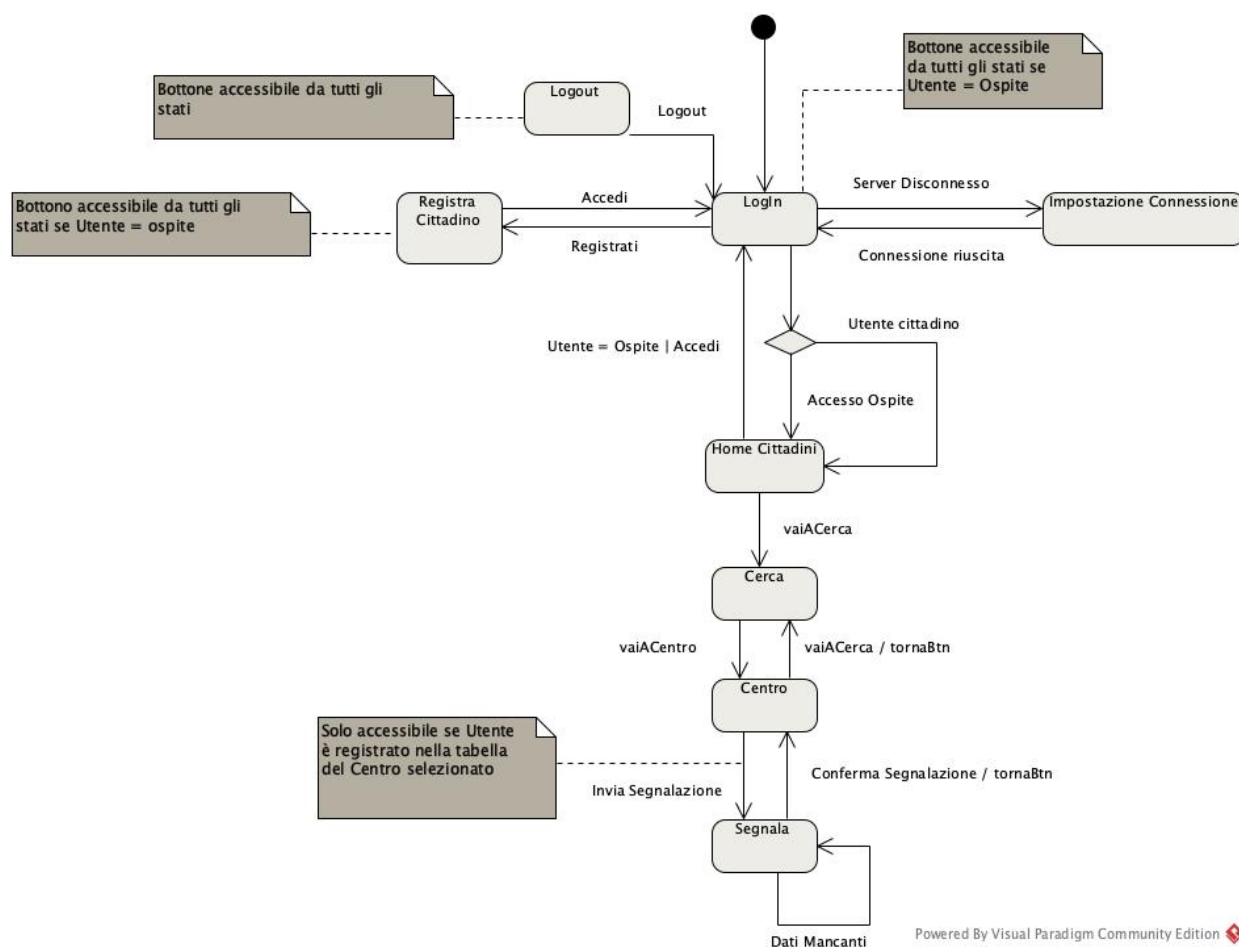 Bottone accessibile
da tutti gli stati se
Utente = Ospite
Bottone accessibile da tutti gli
stati
Logout
Logout
Bottono accessibile da tutti gli
stati se Utente = ospite
Registra
Cittadino
Accedi
Registrati
LogIn
Server Disconnesso
Connessione riuscita
Impostazione Connessione
Utente cittadino
Utente = Ospite | Accedi
Accesso Ospite
Home Cittadini
vaiACerca
Cerca
vaiACentro
vaiACerca / tornaBtn
Centro
Solo accessibile se Utente
è registrato nella tabella
del Centro selezionato
Invia Segnalazione
Conferma Segnalazione / tornaBtn
Segnala
Dati Mancanti
Powered By Visual Paradigm Community Edition